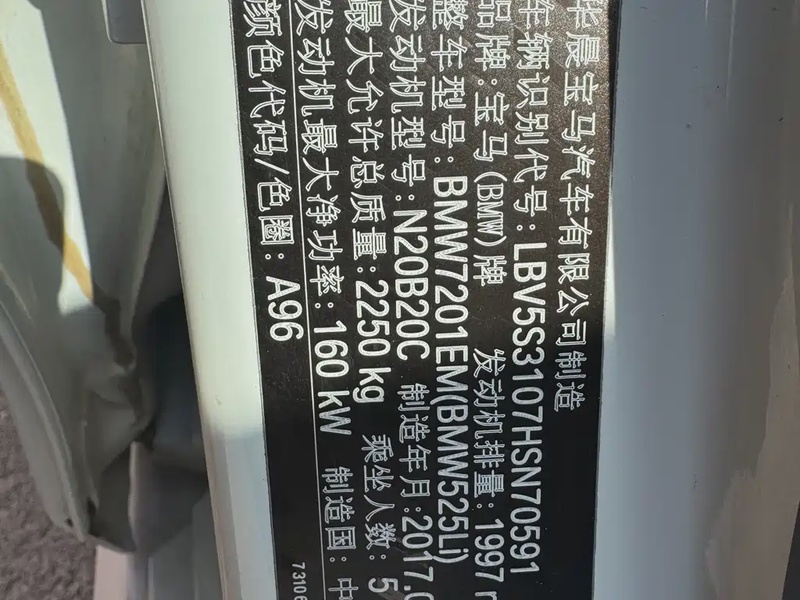 华晨宝马汽车有限公司制造
车辆识别代号:LBV5S3107HSN70591
品牌:宝马(BMW)牌 发动机排量:1997
整车型号:BMW7201EM(BMW525Li)
发动机型号:N20B20C 制造年月:2017.0
最大允许总质量:2250 kg 乘坐人数:5
发动机最大净功率:160 kW 制造国:中
颜色代码/色圈:A96
7310